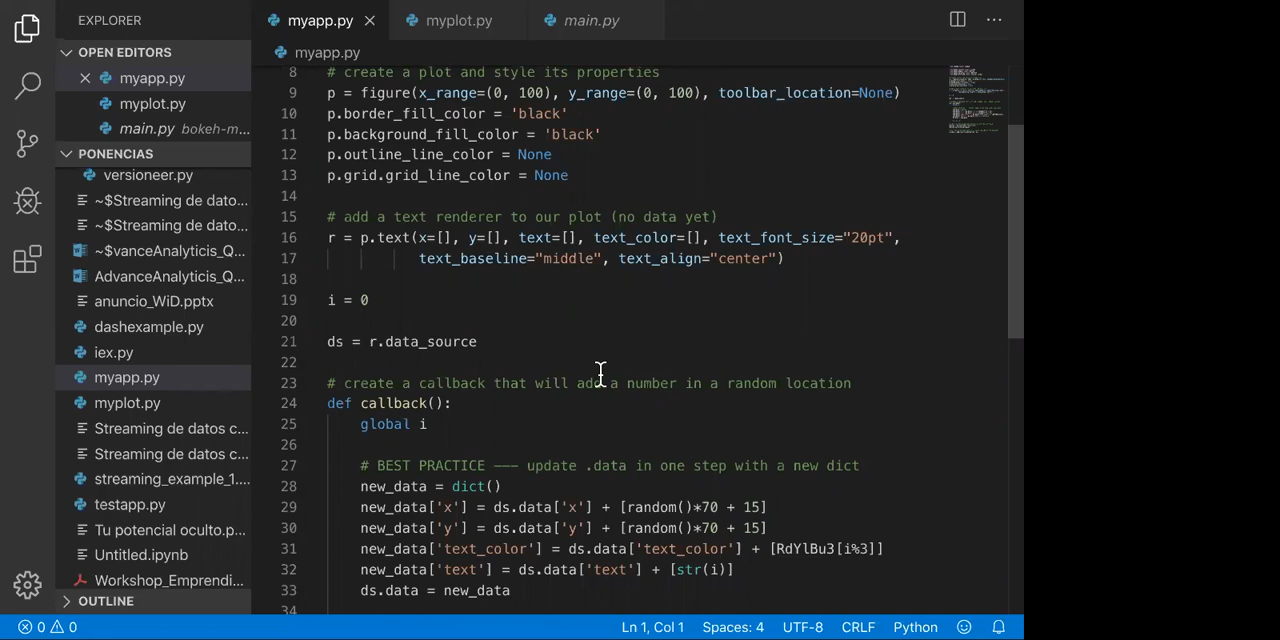 EXPLORER
OPEN EDITORS
myapp.py
myplot.py
main.py bokeh-m...
PONENCIAS
versioneer.py
~$Streaming de dato...
~$Streaming de dato...
~$vanceAnalyticis_Q...
AdvanceAnalyticis_Q...
anuncio_WiD.pptx
dashexample.py
iex.py
myapp.py
myplot.py
Streaming de datos c...
Streaming de datos c...
streaming_example_1....
testapp.py
Tu potencial oculto.p...
Untitled.ipynb
Workshop_Emprendi...
OUTLINE
myapp.py myplot.py main.py
myapp.py
8 # create a plot and style its properties
9 p = figure(x_range=(0, 100), y_range=(0, 100), toolbar_location=None)
10 p.border_fill_color = 'black'
11 p.background_fill_color = 'black'
12 p.outline_line_color = None
13 p.grid.grid_line_color = None
14
15 # add a text renderer to our plot (no data yet)
16 r = p.text(x=[], y=[], text=[], text_color=[], text_font_size="20pt",
17 text_baseline="middle", text_align="center")
18
19 i = 0
20
21 ds = r.data_source
22
23 # create a callback that will add a number in a random location
24 def callback():
25 global i
26
27 # BEST PRACTICE --- update .data in one step with a new dict
28 new_data = dict()
29 new_data['x'] = ds.data['x'] + [random()*70 + 15]
30 new_data['y'] = ds.data['y'] + [random()*70 + 15]
31 new_data['text_color'] = ds.data['text_color'] + [RdYlBu3[i%3]]
32 new_data['text'] = ds.data['text'] + [str(i)]
33 ds.data = new_data
34
0 0 Ln 1, Col 1 Spaces: 4 UTF-8 CRLF Python